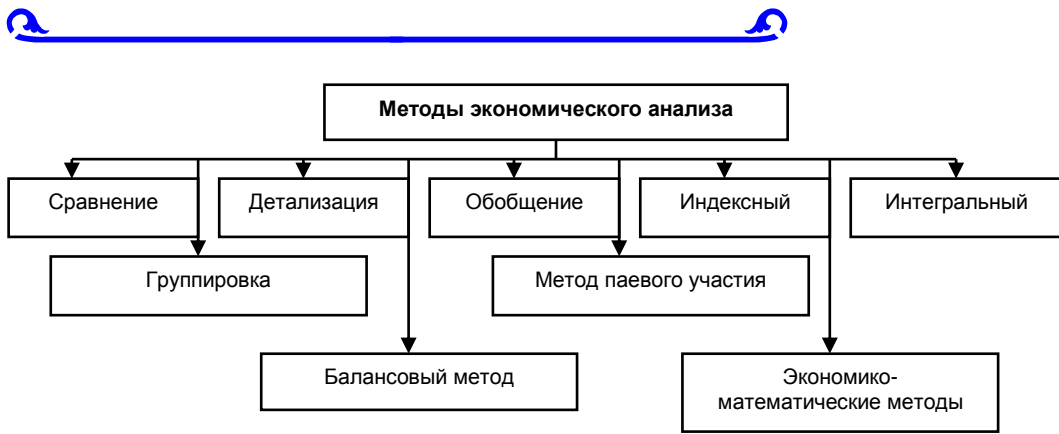 Методы экономического анализа
Сравнение
Детализация
Обобщение
Индексный
Интегральный
Группировка
Метод паевого участия
Балансовый метод
Экономико-
математические методы